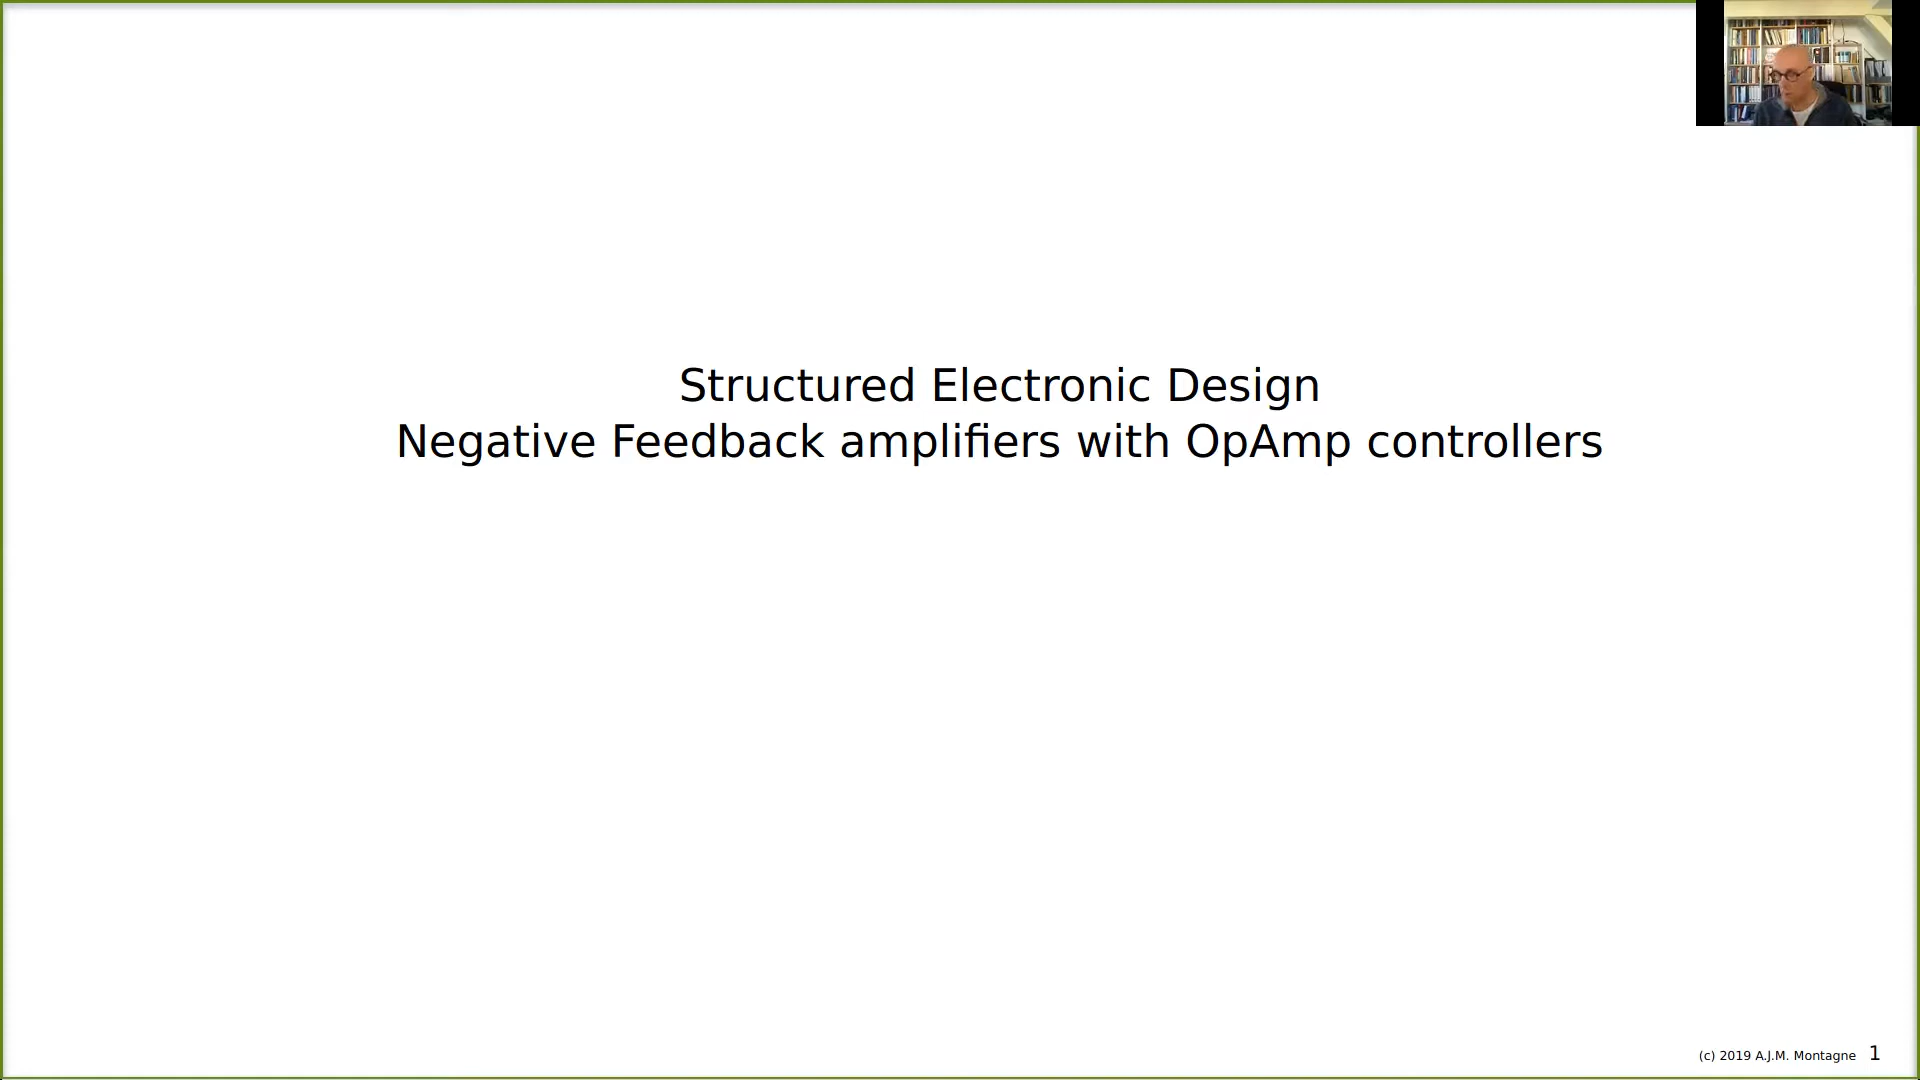 Structured Electronic Design
Negative Feedback amplifiers with OpAmp controllers
(c) 2019 A.J.M. Montagne 1